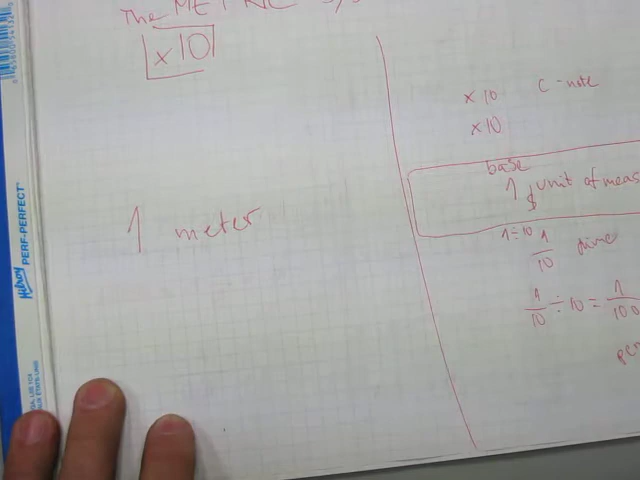 The METRIC
x10
1 meter
x 10 C-note
x 10
base
1 $ unit of meas
1÷10 1/10 dime
1/10 ÷ 10 = 1/100
pen
Hilroy PERF-PERFECT